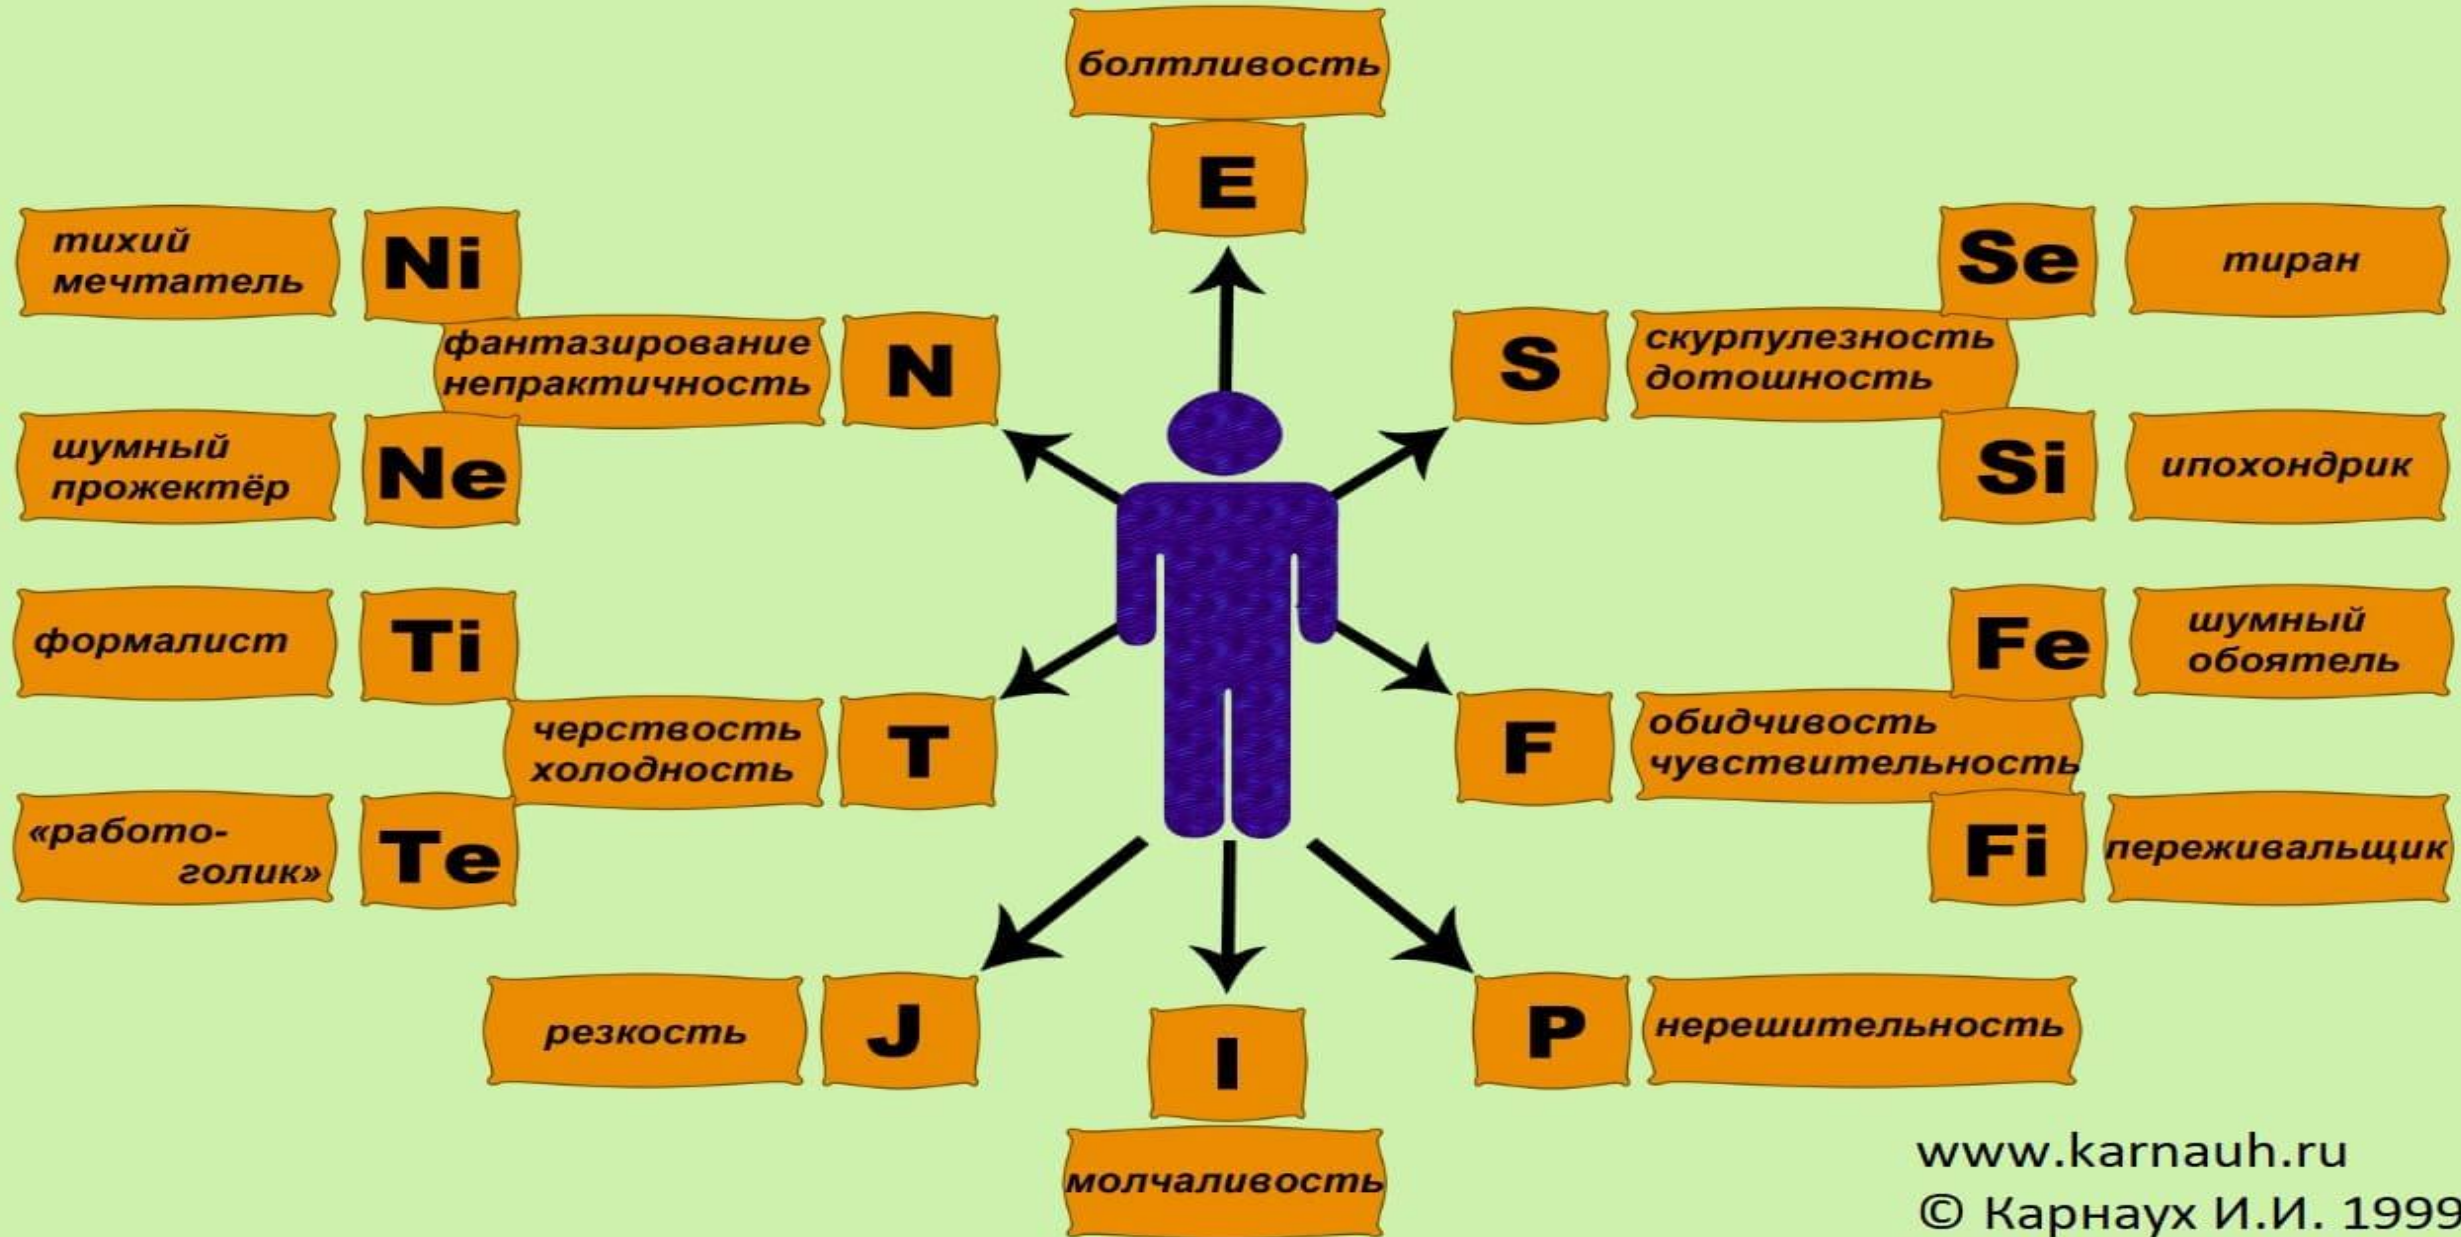 болтливость
E
тихий
мечтатель
Ni
фантазирование
непрактичность
N
шумный
прожектёр
Ne
Se
тиран
S
скурпулезность
дотошность
Si
ипохондрик
формалист
Ti
черствость
холодность
T
«работо-
голик»
Te
Fe
шумный
обоятель
F
обидчивость
чувствительность
Fi
переживальщик
резкость
J
I
молчаливость
P
нерешительность
www.karnauh.ru
© Карнаух И.И. 1999